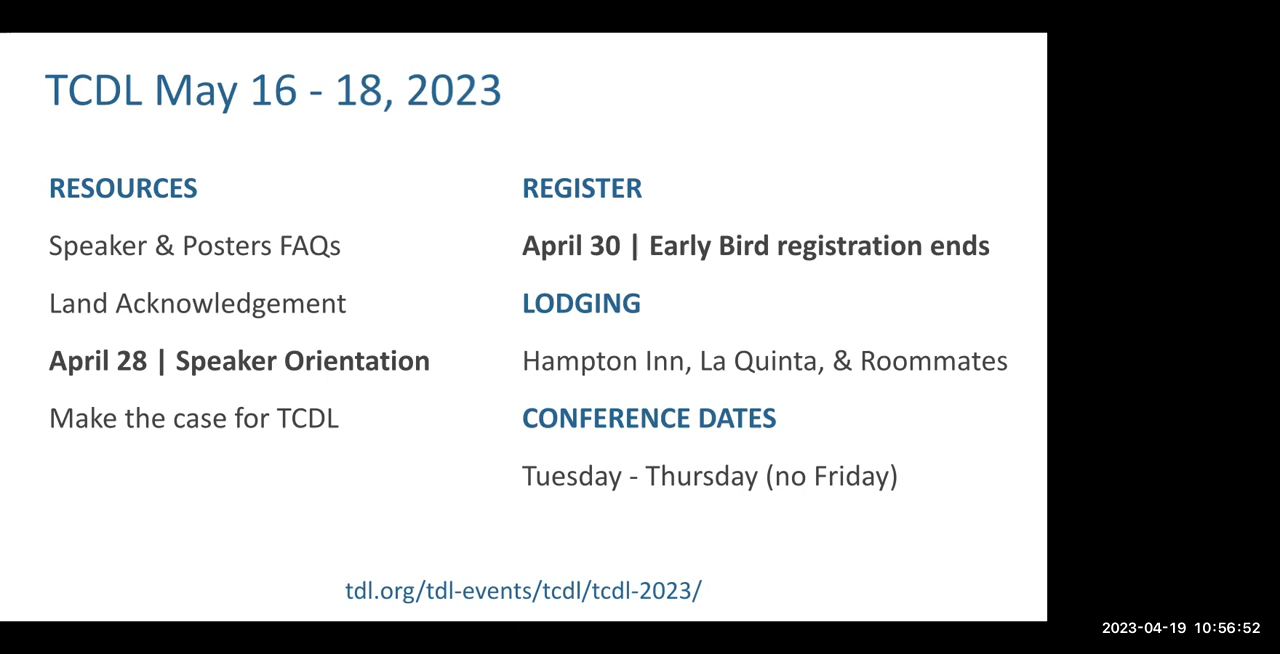 TCDL May 16 - 18, 2023
RESOURCES
Speaker & Posters FAQs
Land Acknowledgement
April 28 | Speaker Orientation
Make the case for TCDL
REGISTER
April 30 | Early Bird registration ends
LODGING
Hampton Inn, La Quinta, & Roommates
CONFERENCE DATES
Tuesday - Thursday (no Friday)
tdl.org/tdl-events/tcdl/tcdl-2023/
2023-04-19 10:56:52